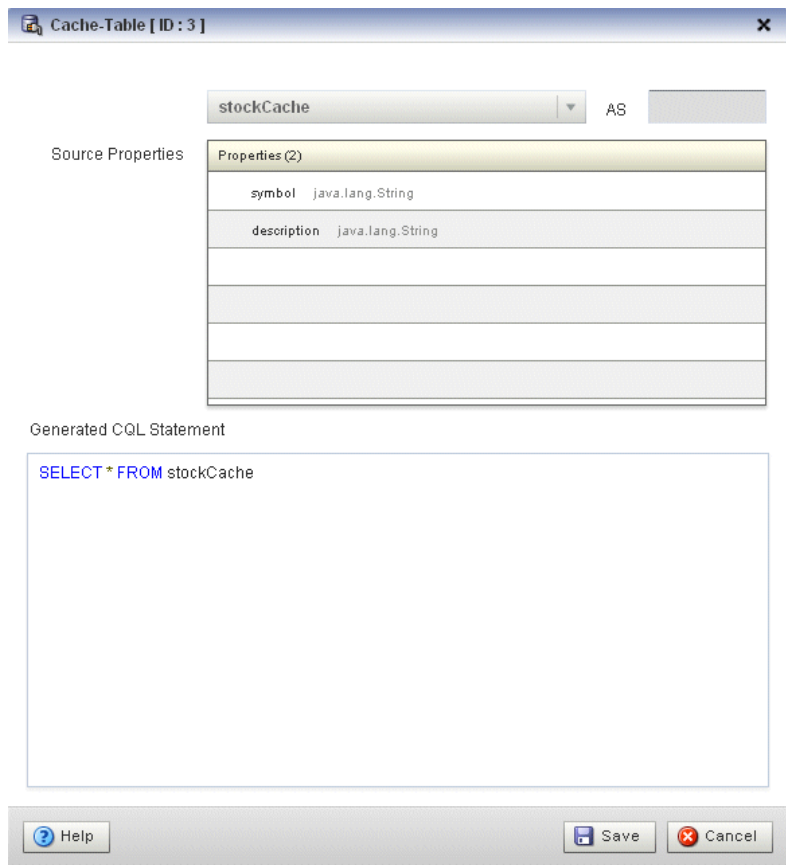 Cache-Table [ ID : 3 ]
stockCache AS
Source Properties
Properties (2)
symbol java.lang.String
description java.lang.String
Generated CQL Statement
SELECT * FROM stockCache
Help Save Cancel